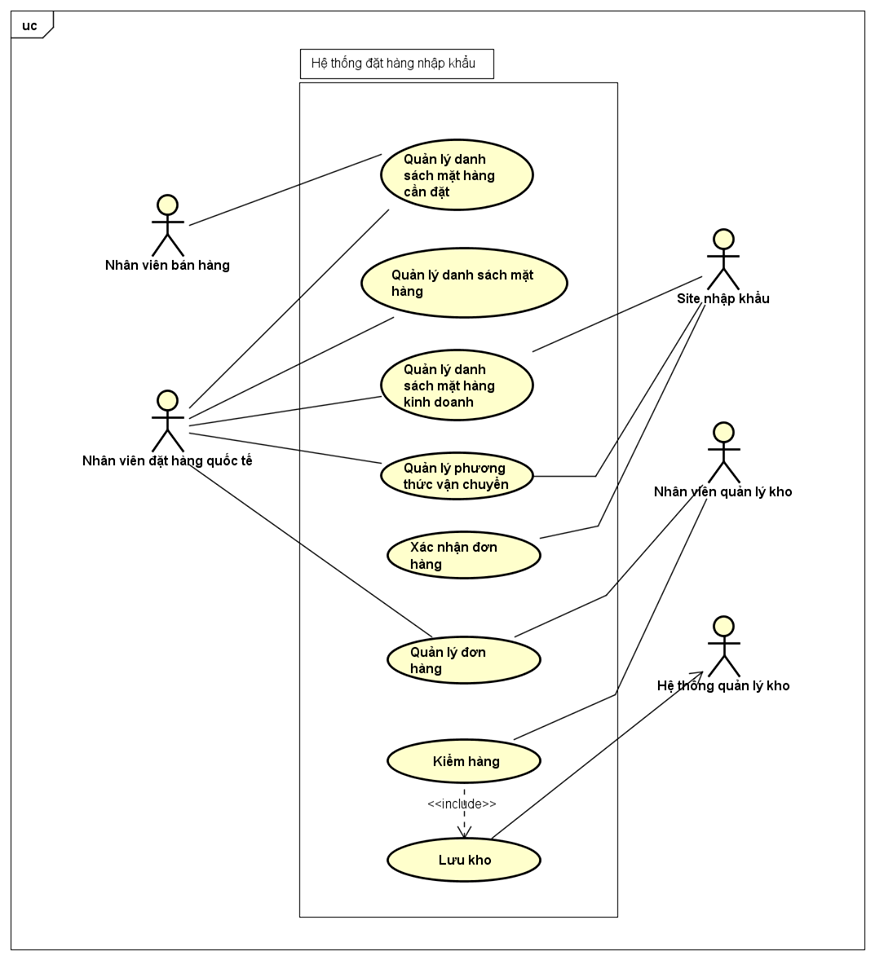 uc
Hệ thống đặt hàng nhập khẩu
Quản lý danh
sách mặt hàng
cần đặt
Nhân viên bán hàng
Quản lý danh sách mặt
hàng
Site nhập khẩu
Quản lý danh
sách mặt hàng
kinh doanh
Nhân viên đặt hàng quốc tế
Quản lý phương
thức vận chuyển
Nhân viên quản lý kho
Xác nhận đơn
hàng
Quản lý đơn
hàng
Hệ thống quản lý kho
Kiểm hàng
<<include>>
Lưu kho